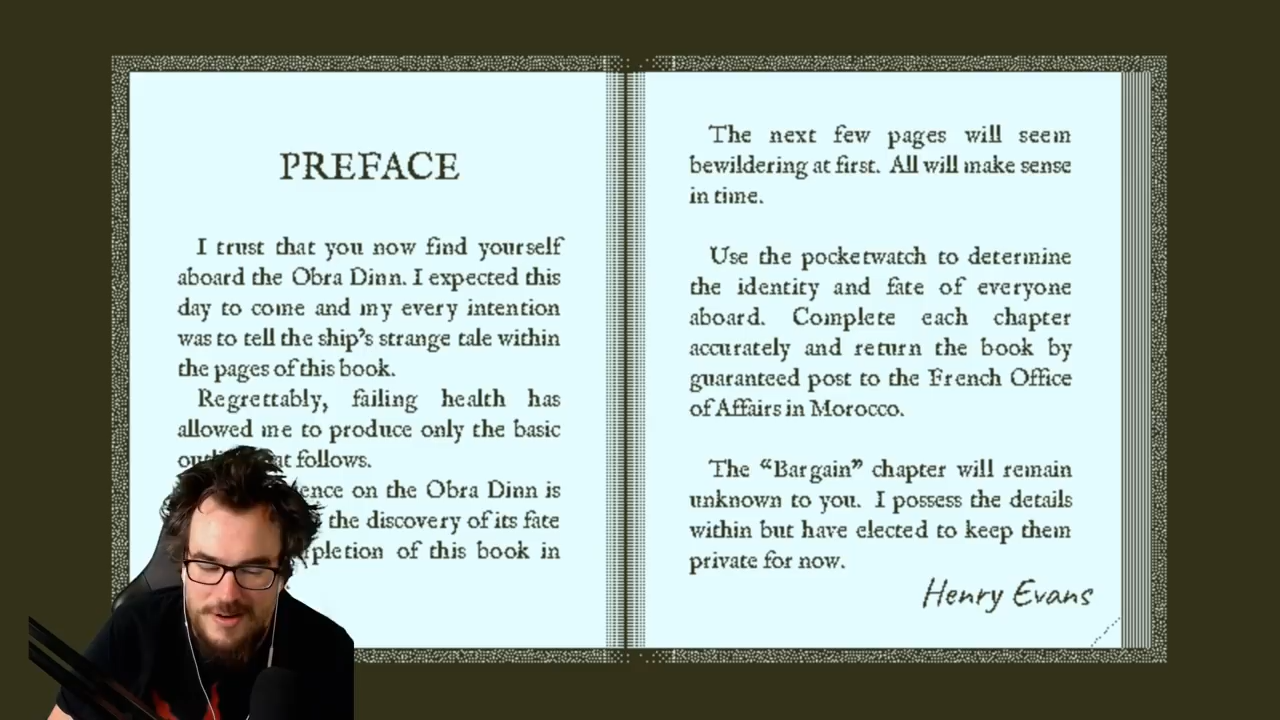 PREFACE
I trust that you now find yourself
aboard the Obra Dinn. I expected this
day to come and my every intention
was to tell the ship's strange tale within
the pages of this book.
Regrettably, failing health has
allowed me to produce only the basic
follows.
on the Obra Dinn is
the discovery of its fate
of this book in
The next few pages will seem
bewildering at first. All will make sense
in time.
Use the pocketwatch to determine
the identity and fate of everyone
aboard. Complete each chapter
accurately and return the book by
guaranteed post to the French Office
of Affairs in Morocco.
The “Bargain” chapter will remain
unknown to you. I possess the details
within but have elected to keep them
private for now.
Henry Evans